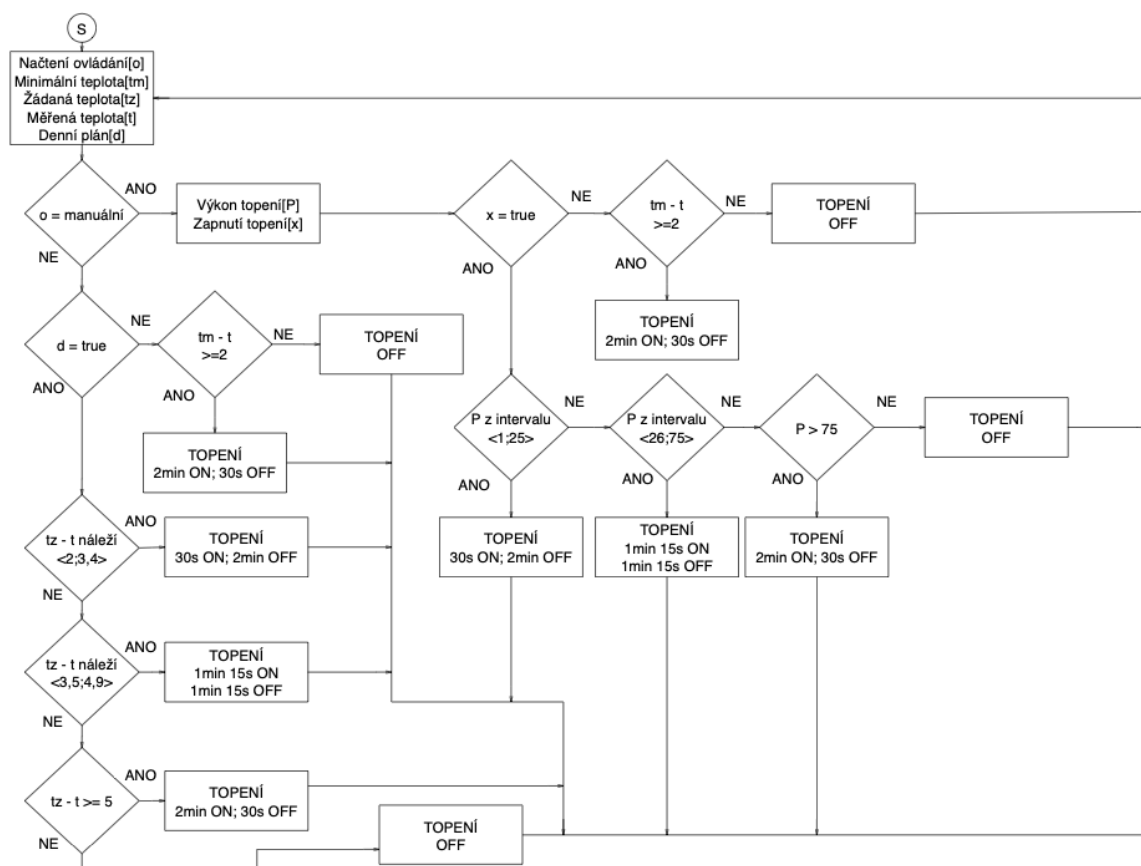 S
Načtení ovládání[o]
Minimální teplota[tm]
Žádaná teplota[tz]
Měřená teplota[t]
Denní plán[d]
o = manuální
ANO
NE
Výkon topení[P]
Zapnutí topení[x]
x = true
NE
ANO
tm - t
>=2
NE
ANO
TOPENÍ
OFF
TOPENÍ
2min ON; 30s OFF
d = true
NE
ANO
tm - t
>=2
NE
ANO
TOPENÍ
OFF
TOPENÍ
2min ON; 30s OFF
P z intervalu
<1;25>
NE
ANO
P z intervalu
<26;75>
NE
ANO
P > 75
NE
ANO
TOPENÍ
OFF
TOPENÍ
30s ON; 2min OFF
TOPENÍ
1min 15s ON
1min 15s OFF
TOPENÍ
2min ON; 30s OFF
tz - t náleží
<2;3,4>
ANO
NE
TOPENÍ
30s ON; 2min OFF
tz - t náleží
<3,5;4,9>
ANO
NE
TOPENÍ
1min 15s ON
1min 15s OFF
tz - t >= 5
ANO
NE
TOPENÍ
2min ON; 30s OFF
TOPENÍ
OFF